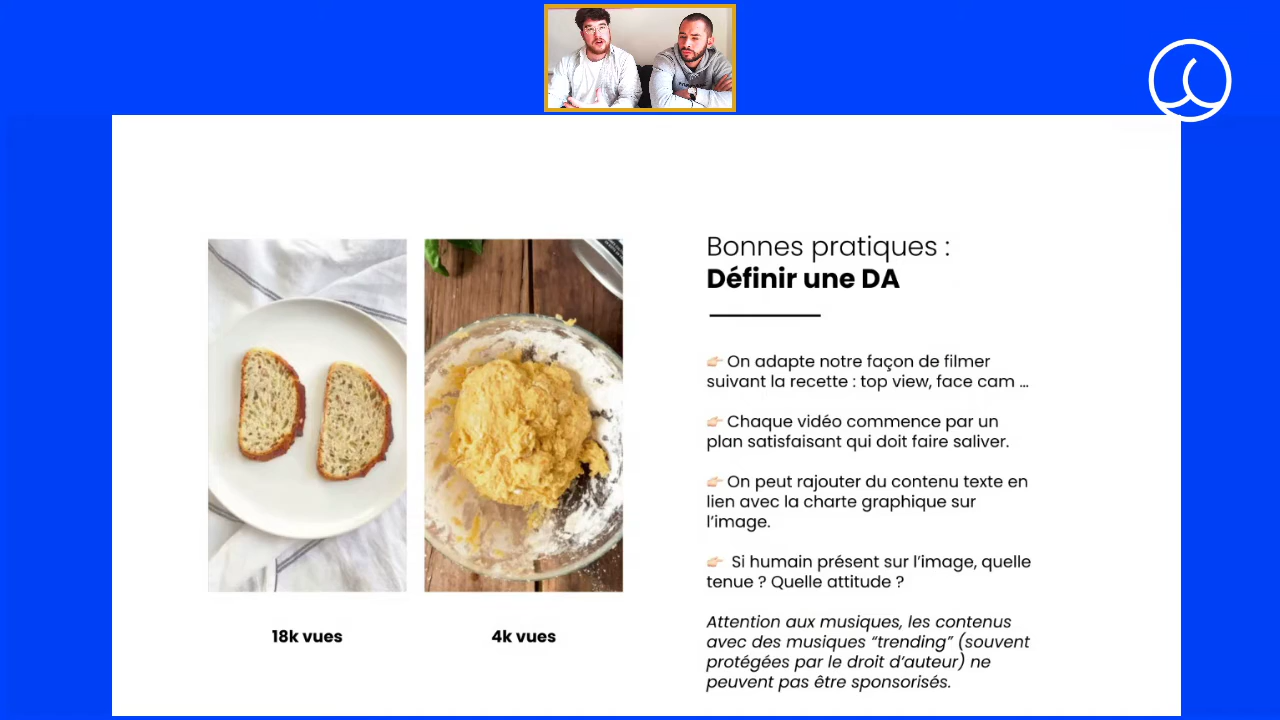 Bonnes pratiques :
Définir une DA
👉🏻 On adapte notre façon de filmer
suivant la recette : top view, face cam ...
👉🏻 Chaque vidéo commence par un
plan satisfaisant qui doit faire saliver.
👉🏻 On peut rajouter du contenu texte en
lien avec la charte graphique sur
l’image.
👉🏻 Si humain présent sur l’image, quelle
tenue ? Quelle attitude ?
Attention aux musiques, les contenus
avec des musiques “trending” (souvent
protégées par le droit d’auteur) ne
peuvent pas être sponsorisés.
18k vues
4k vues